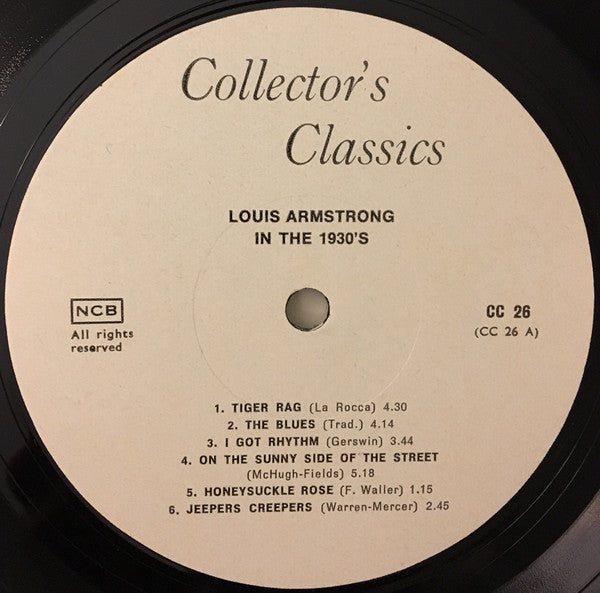 Collector's
Classics
LOUIS ARMSTRONG
IN THE 1930'S
NCB
All rights
reserved
CC 26
(CC 26 A)
1. TIGER RAG (La Rocca) 4.30
2. THE BLUES (Trad.) 4.14
3. I GOT RHYTHM (Gerswin) 3.44
4. ON THE SUNNY SIDE OF THE STREET
(McHugh-Fields) 5.18
5. HONEYSUCKLE ROSE (F. Waller) 1.15
6. JEEPERS CREEPERS (Warren-Mercer) 2.45